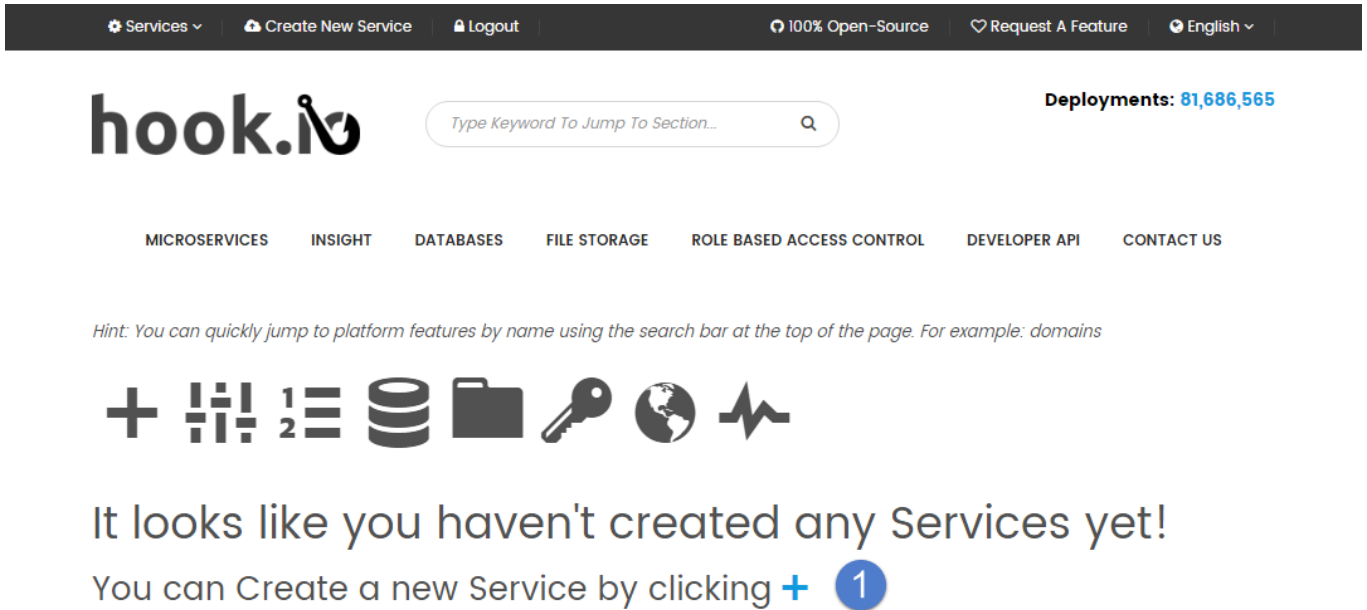 Services Create New Service Logout 100% Open-Source Request A Feature English
hook.io Type Keyword To Jump To Section... Deployments: 81,686,565
MICROSERVICES INSIGHT DATABASES FILE STORAGE ROLE BASED ACCESS CONTROL DEVELOPER API CONTACT US
Hint: You can quickly jump to platform features by name using the search bar at the top of the page. For example: domains
1
2
It looks like you haven't created any Services yet!
You can Create a new Service by clicking + 1